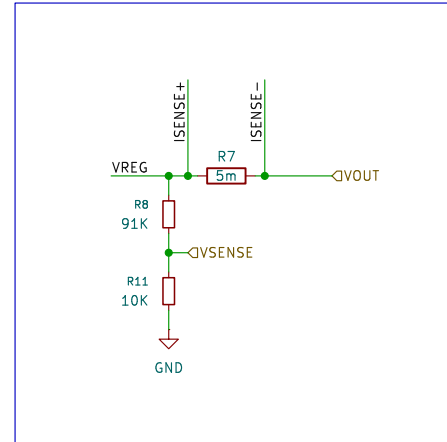 ISENSE+
ISENSE-
R7
VREG
5m
VOUT
R8
91K
VSENSE
R11
10K
GND